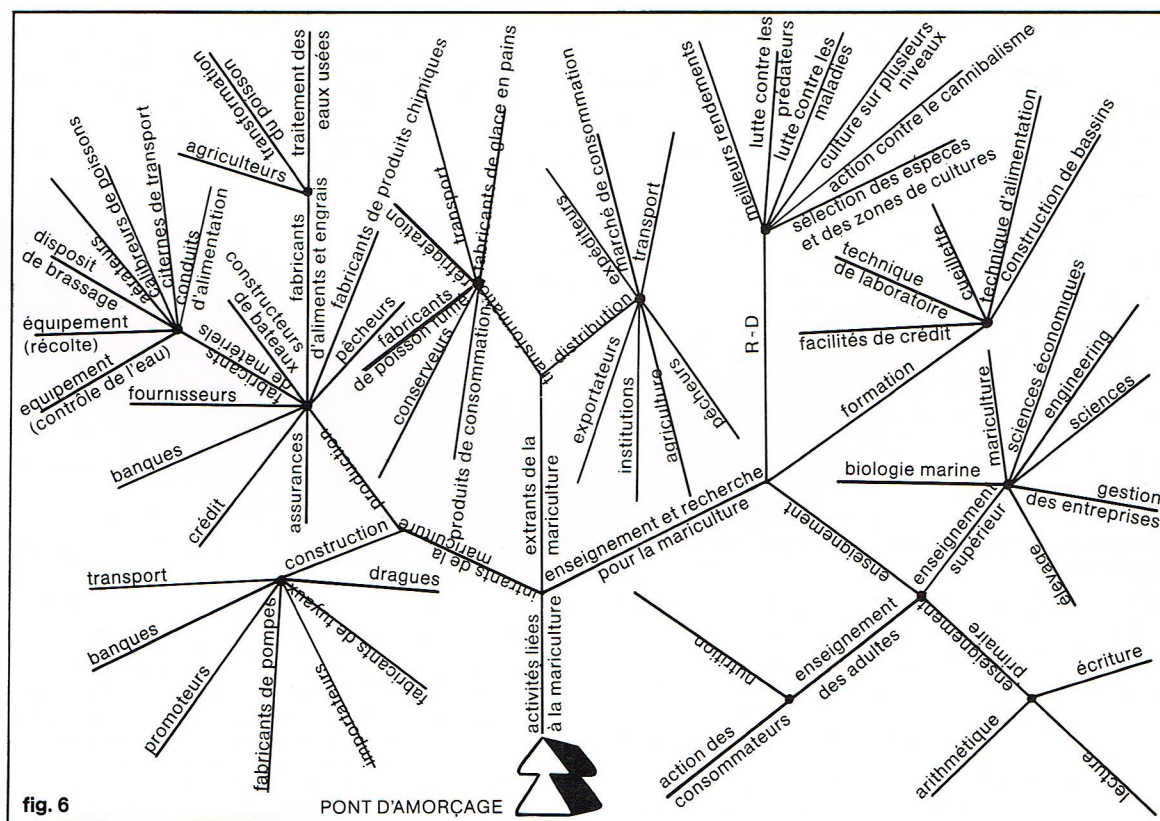 transformation
du poisson
traitement des
eaux usées
agriculteurs
fabricants
d'aliments et engrais
fabricants de produits chimiques
aérateurs
calibreurs de poissons
citernes de transport
conduits
d'alimentation
disposit
de brassage
équipement
(récolte)
equipement
(contrôle de l'eau)
fabricants
de matériels
constructeurs
de bateaux
fournisseurs
banques
crédit
assurances
pêcheurs
production
réfrigération
transport
fabricants de glace en pains
fabricants
de poisson fumé
conserveurs
produits de consommation
transformation
expéditeurs
marché de consommation
transport
distribution
exportateurs
institutions
agriculture
pêcheurs
meilleurs rendements
lutte contre les
prédateurs
lutte contre les
maladies
culture sur plusieurs
niveaux
action contre le cannibalisme
sélection des especés
et des zones de cultures
R - D
technique
de laboratoire
cueillette
technique d'alimentation
construction de bassins
facilités de crédit
formation
mariculture
sciences économiques
engineering
sciences
biologie marine
gestion
des entreprises
élevage
enseignement
supérieur
enseignement
enseignement et recherche
pour la mariculture
extrants de la
mariculture
intrants de la
mariculture
construction
transport
dragues
banques
promoteurs
fabricants de pompes
importateurs
fabricants de tuyaux
nutrition
enseignement
des adultes
action des
consommateurs
enseignement
primaire
écriture
arithmétique
lecture
activités liées
à la mariculture
fig. 6
PONT D'AMORÇAGE